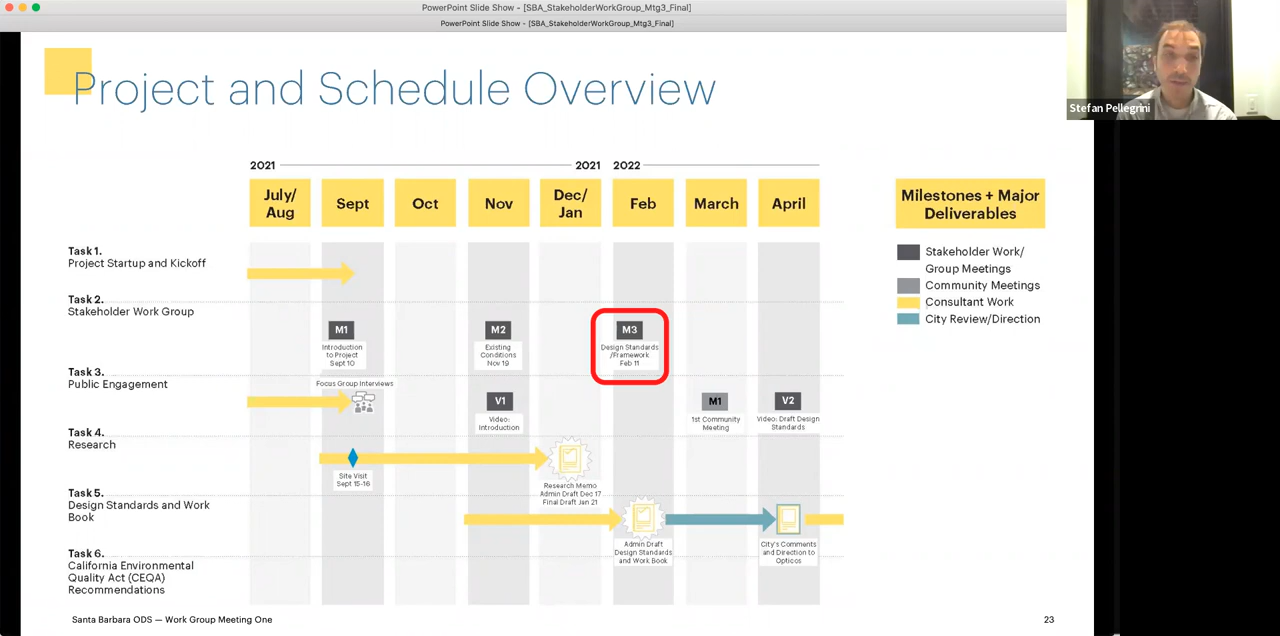 PowerPoint Slide Show - [SBA_StakeholderWorkGroup_Mtg3_Final]
PowerPoint Slide Show - [SBA_StakeholderWorkGroup_Mtg3_Final]
Stefan Pellegrini
Project and Schedule Overview
2021
2021
2022
July/
Aug
Sept
Oct
Nov
Dec/
Jan
Feb
March
April
Milestones + Major
Deliverables
Stakeholder Work/
Group Meetings
Community Meetings
Consultant Work
City Review/Direction
Task 1.
Project Startup and Kickoff
Task 2.
Stakeholder Work Group
M1
Introduction
to Project
Sept 10
M2
Existing
Conditions
Nov 19
M3
Design Standards
/Framework
Feb 11
Task 3.
Public Engagement
Focus Group Interviews
V1
Video:
Introduction
M1
1st Community
Meeting
V2
Video: Draft Design
Standards
Task 4.
Research
Site Visit
Sept 15-16
Research Memo
Admin Draft Dec 17
Final Draft Jan 21
Task 5.
Design Standards and Work
Book
Admin Draft
Design Standards
and Work Book
City's Comments
and Direction to
Opticos
Task 6.
California Environmental
Quality Act (CEQA)
Recommendations
Santa Barbara ODS — Work Group Meeting One
23